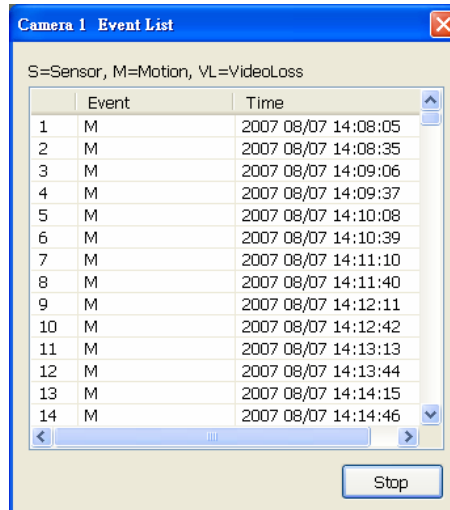 Camera 1 Event List
S=Sensor, M=Motion, VL=VideoLoss
Event Time
1 M 2007 08/07 14:08:05
2 M 2007 08/07 14:08:35
3 M 2007 08/07 14:09:06
4 M 2007 08/07 14:09:37
5 M 2007 08/07 14:10:08
6 M 2007 08/07 14:10:39
7 M 2007 08/07 14:11:10
8 M 2007 08/07 14:11:40
9 M 2007 08/07 14:12:11
10 M 2007 08/07 14:12:42
11 M 2007 08/07 14:13:13
12 M 2007 08/07 14:13:44
13 M 2007 08/07 14:14:15
14 M 2007 08/07 14:14:46
Stop